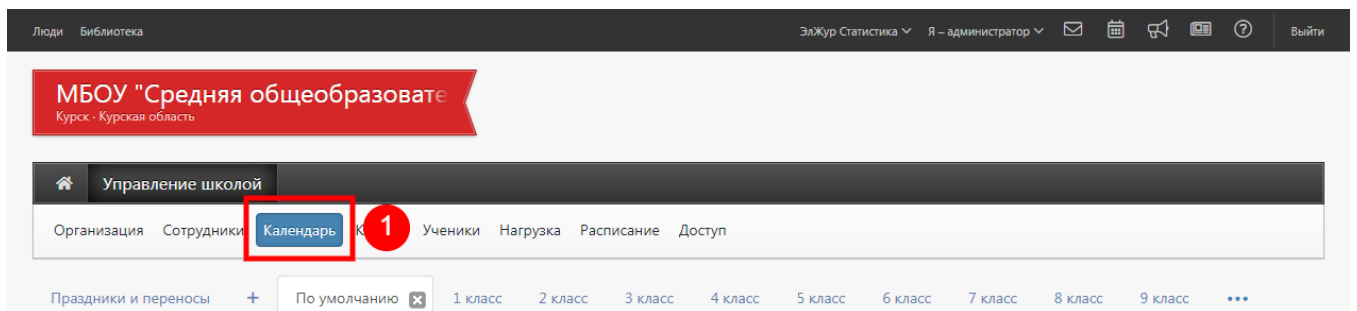 Люди Библиотека ЭлЖур Статистика Я – администратор Выйти
МБОУ "Средняя общеобразовате
Курск · Курская область
Управление школой
Организация Сотрудники Календарь 1 Ученики Нагрузка Расписание Доступ
Праздники и переносы + По умолчанию 1 класс 2 класс 3 класс 4 класс 5 класс 6 класс 7 класс 8 класс 9 класс •••